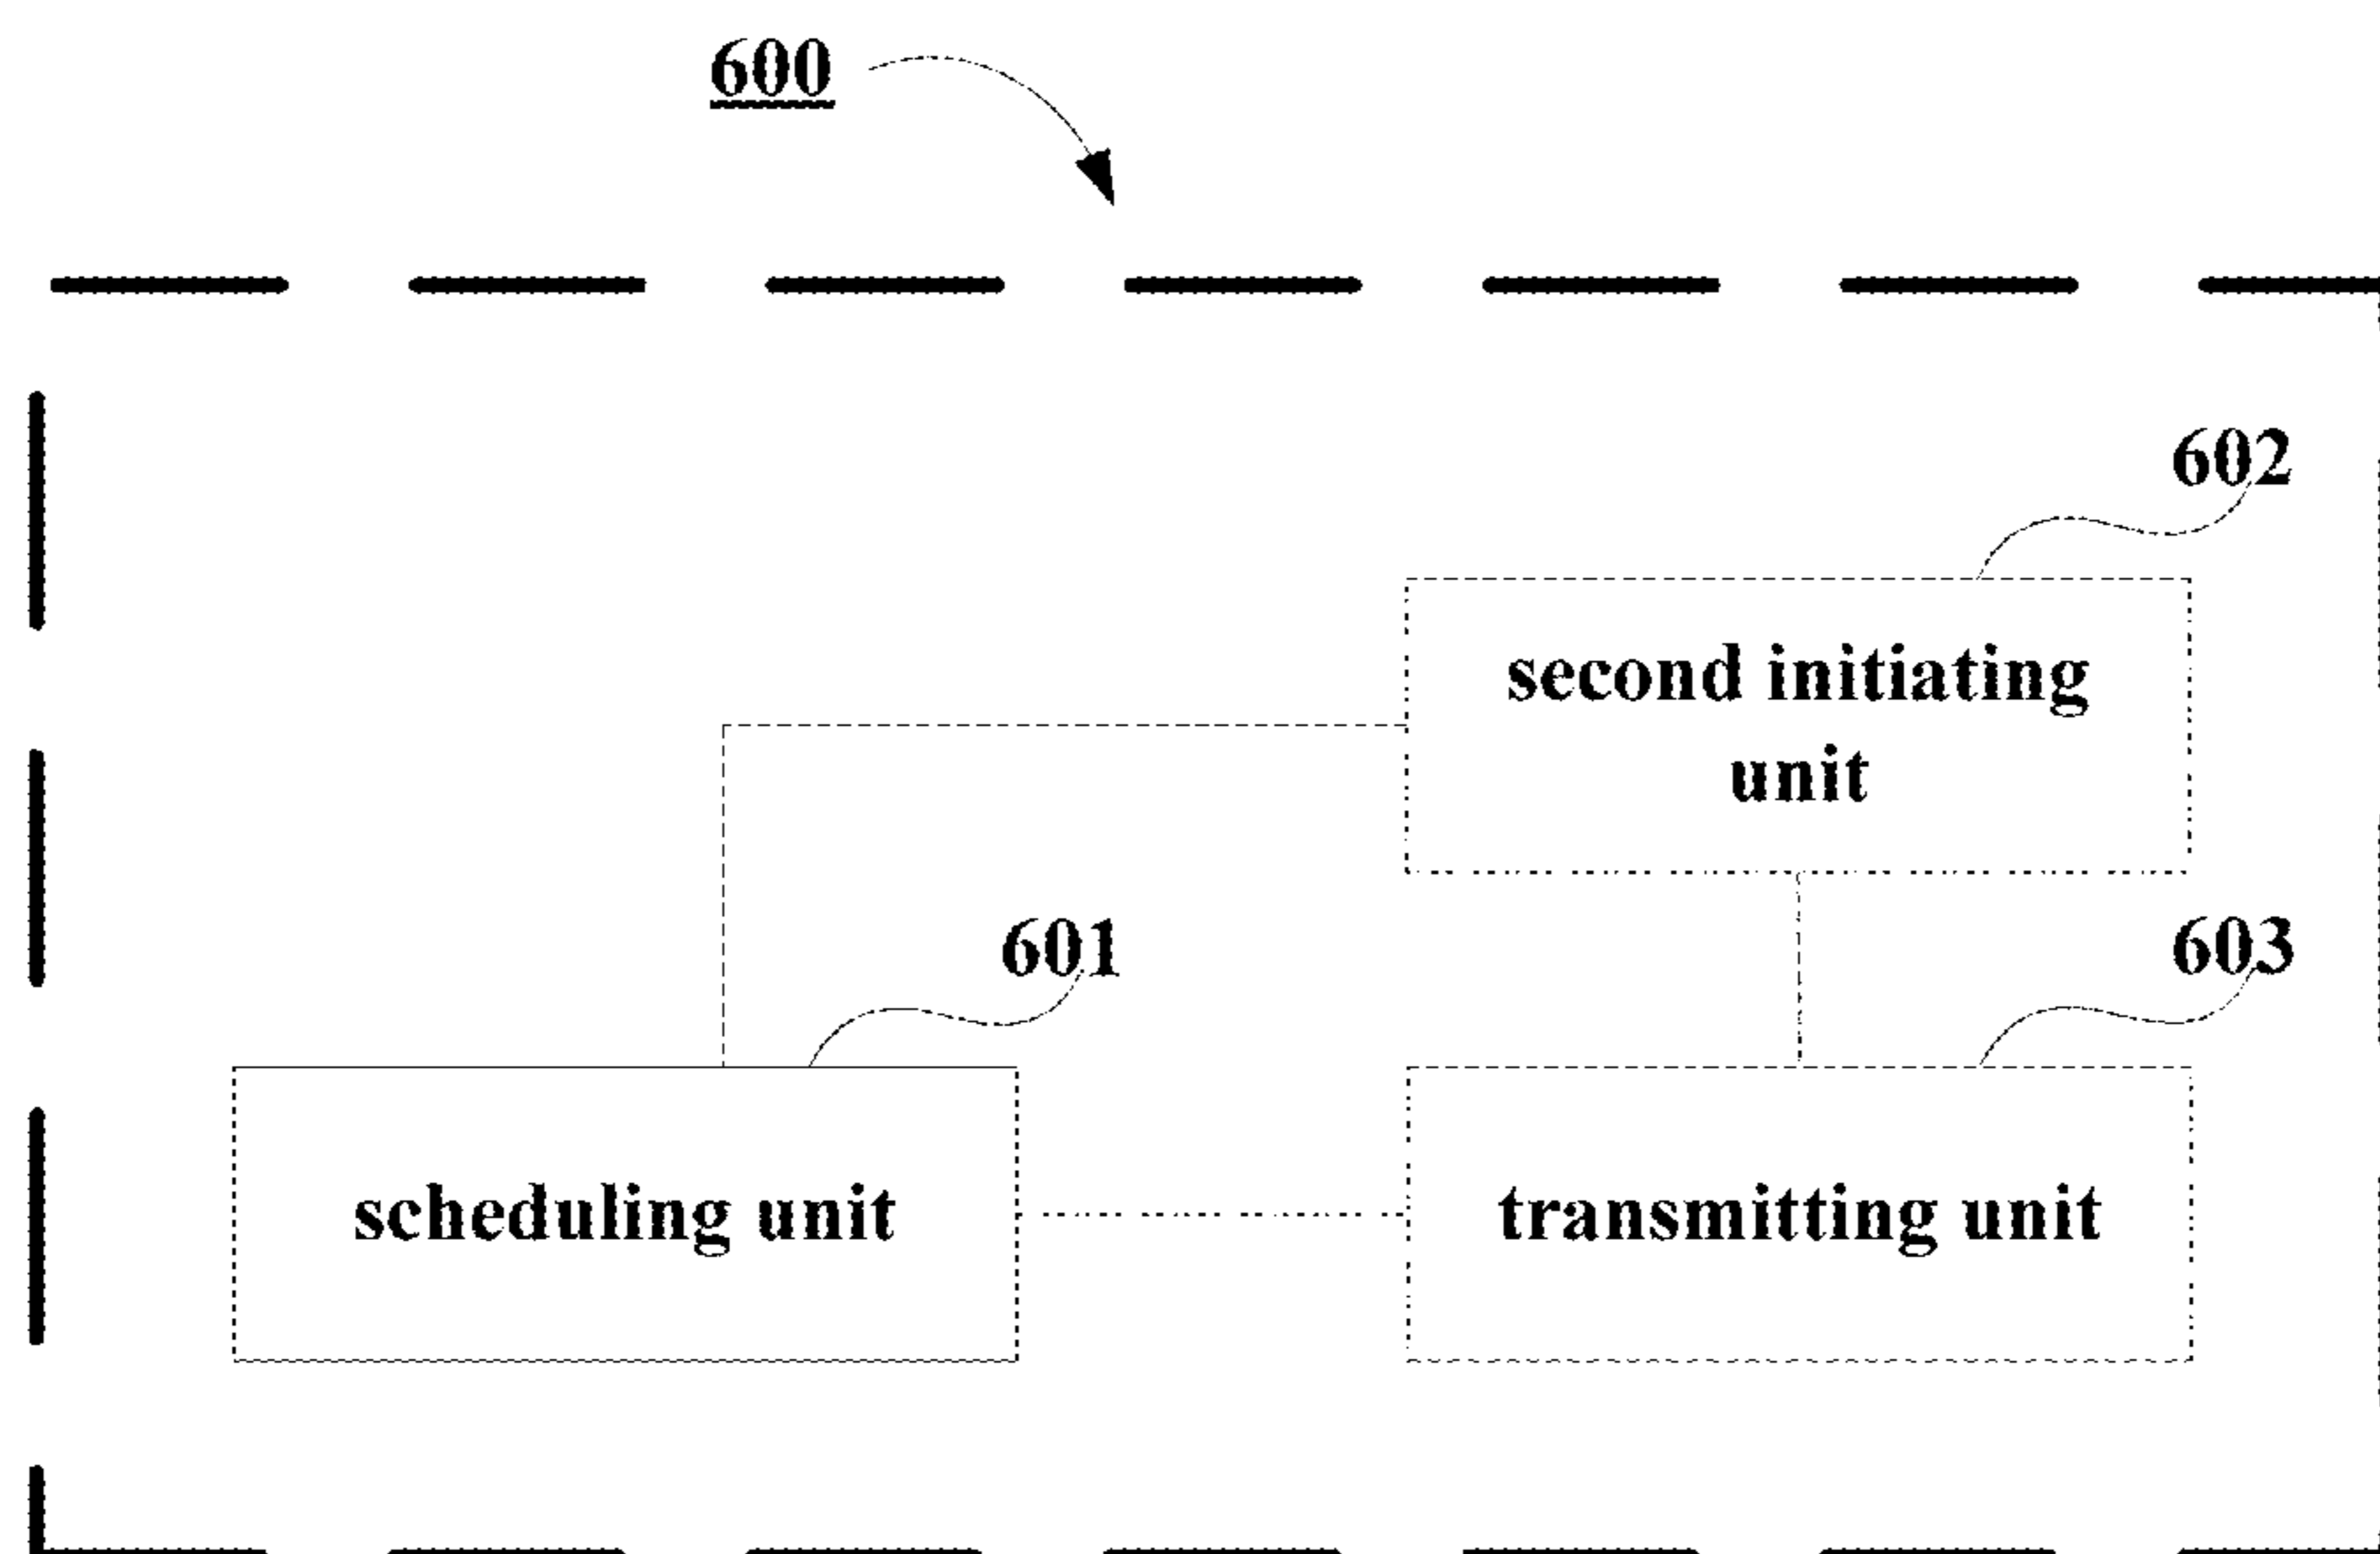 600
602
second initiating
unit
601
603
scheduling unit
transmitting unit